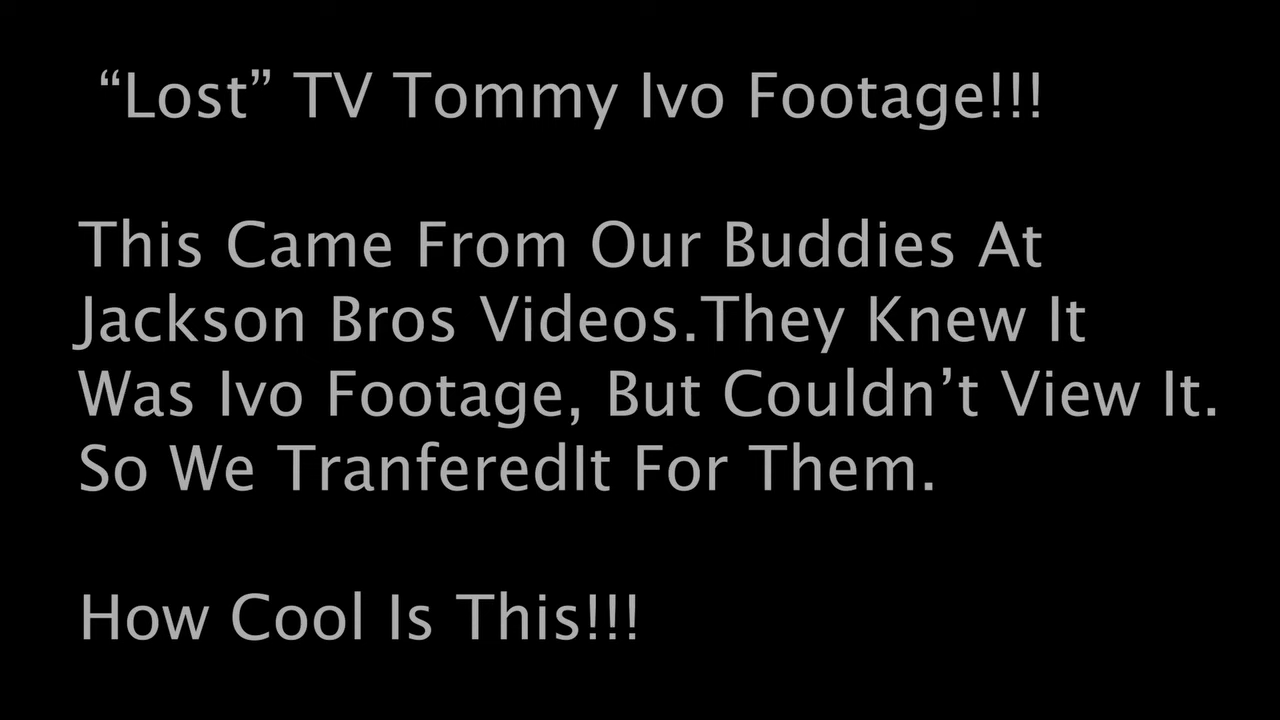 “Lost” TV Tommy Ivo Footage!!!
This Came From Our Buddies At
Jackson Bros Videos.They Knew It
Was Ivo Footage, But Couldn’t View It.
So We TranferedIt For Them.
How Cool Is This!!!